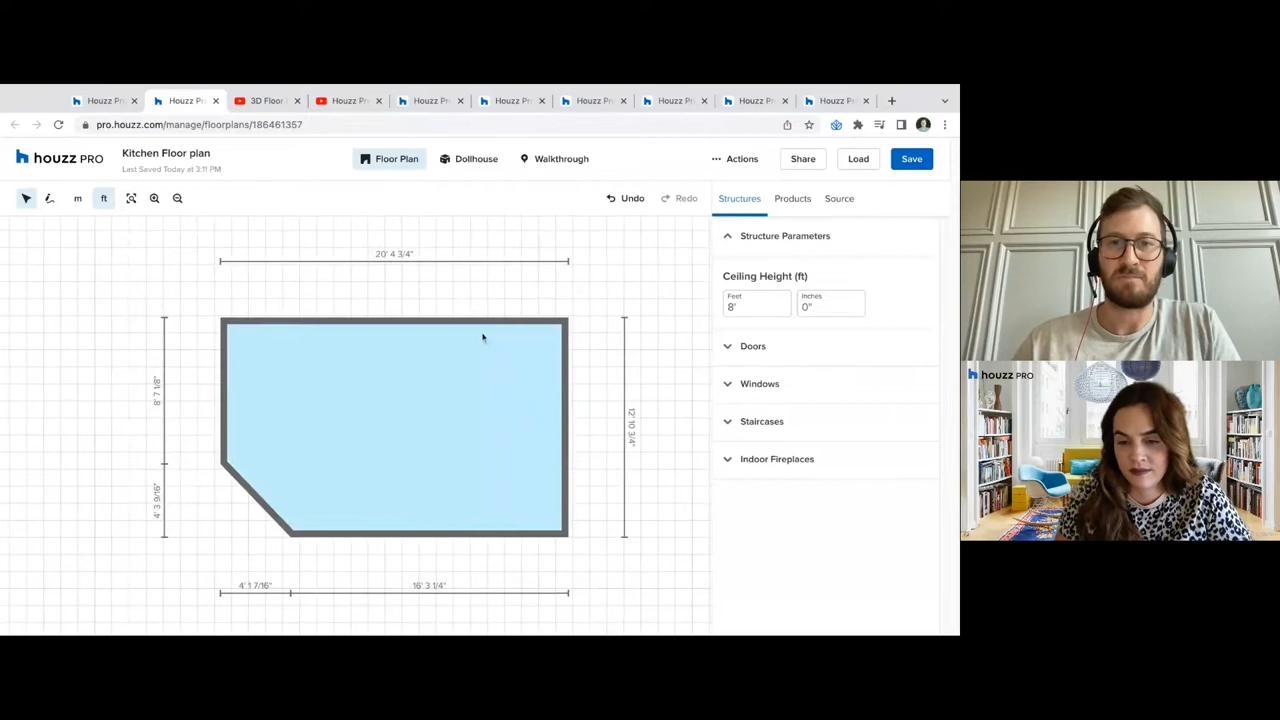 Houzz Pr
Houzz Pr
3D Floor
Houzz Pr
Houzz Pr
Houzz Pr
Houzz Pr
Houzz Pr
Houzz Pr
Houzz Pr
pro.houzz.com/manage/floorplans/186461357
houzz PRO
Kitchen Floor plan
Last Saved Today at 3:11 PM
Floor Plan
Dollhouse
Walkthrough
Actions
Share
Load
Save
m
ft
Undo
Redo
Structures
Products
Source
Structure Parameters
Ceiling Height (ft)
Feet
8'
Inches
0"
Doors
Windows
Staircases
Indoor Fireplaces
20' 4 3/4"
8' 7 1/8"
4' 3 9/16"
12' 10 3/4"
4' 1 7/16"
16' 3 1/4"
houzz PRO